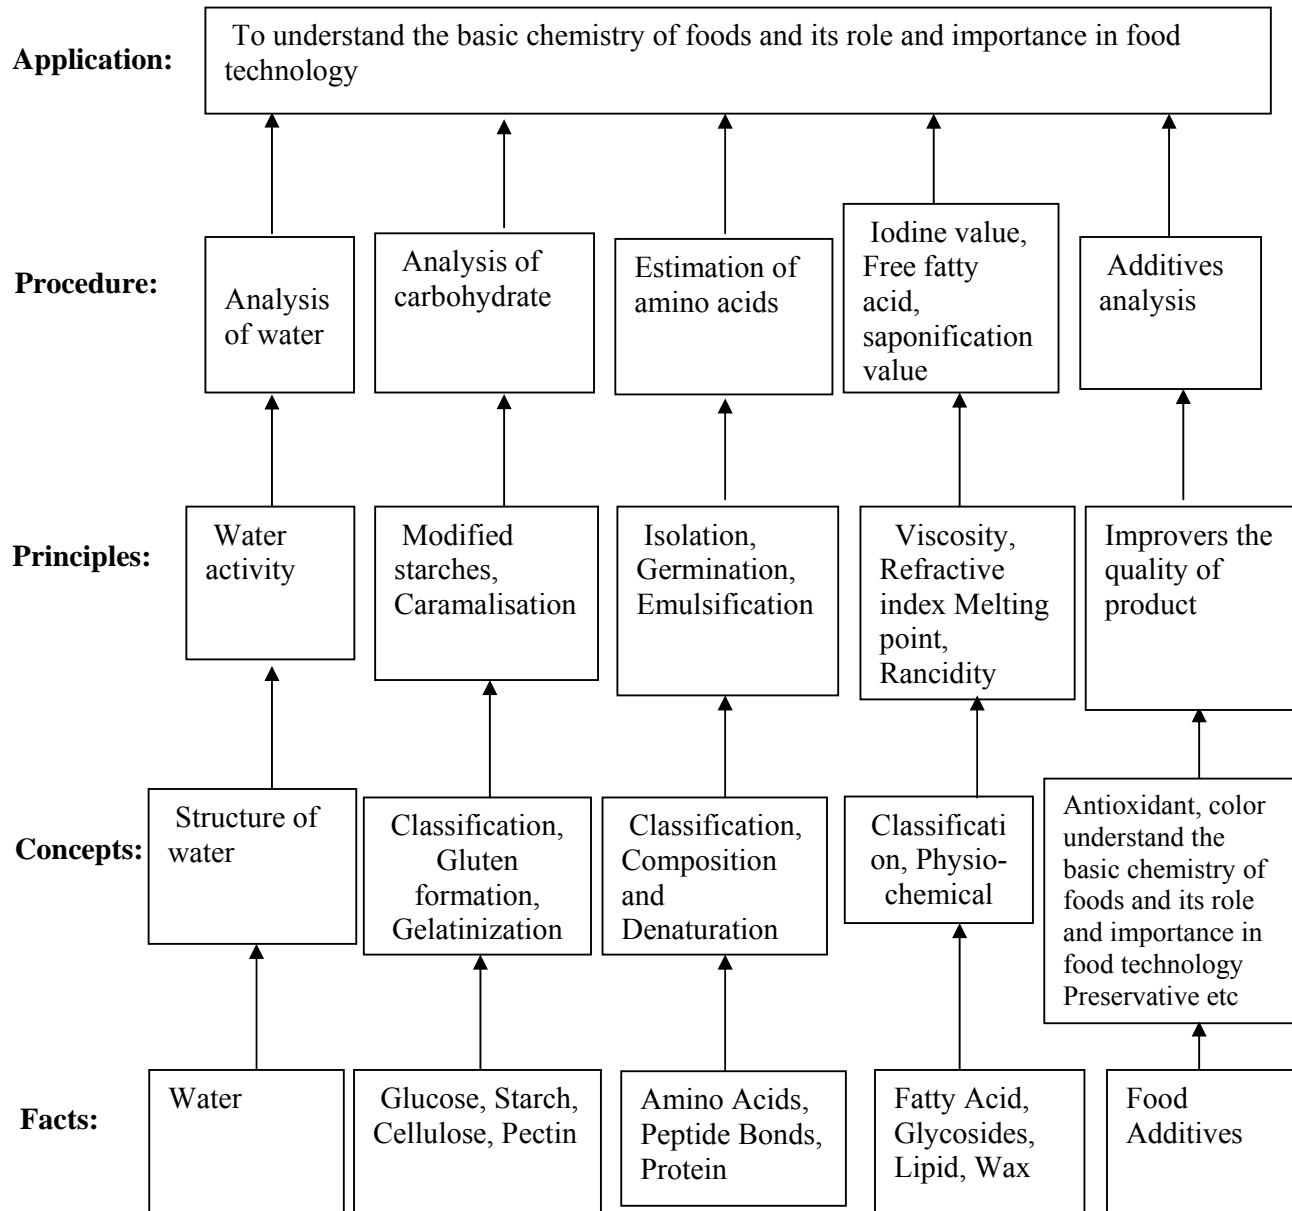 Application:
To understand the basic chemistry of foods and its role and importance in food
technology
Procedure:
Analysis
of water
Analysis of
carbohydrate
Estimation of
amino acids
Iodine value,
Free fatty
acid,
saponification
value
Additives
analysis
Principles:
Water
activity
Modified
starches,
Caramalisation
Isolation,
Germination,
Emulsification
Viscosity,
Refractive
index Melting
point,
Rancidity
Improvers the
quality of
product
Concepts:
Structure of
water
Classification,
Gluten
formation,
Gelatinization
Classification,
Composition
and
Denaturation
Classificati
on, Physio-
chemical
Antioxidant, color
understand the
basic chemistry of
foods and its role
and importance in
food technology
Preservative etc
Facts:
Water
Glucose, Starch,
Cellulose, Pectin
Amino Acids,
Peptide Bonds,
Protein
Fatty Acid,
Glycosides,
Lipid, Wax
Food
Additives